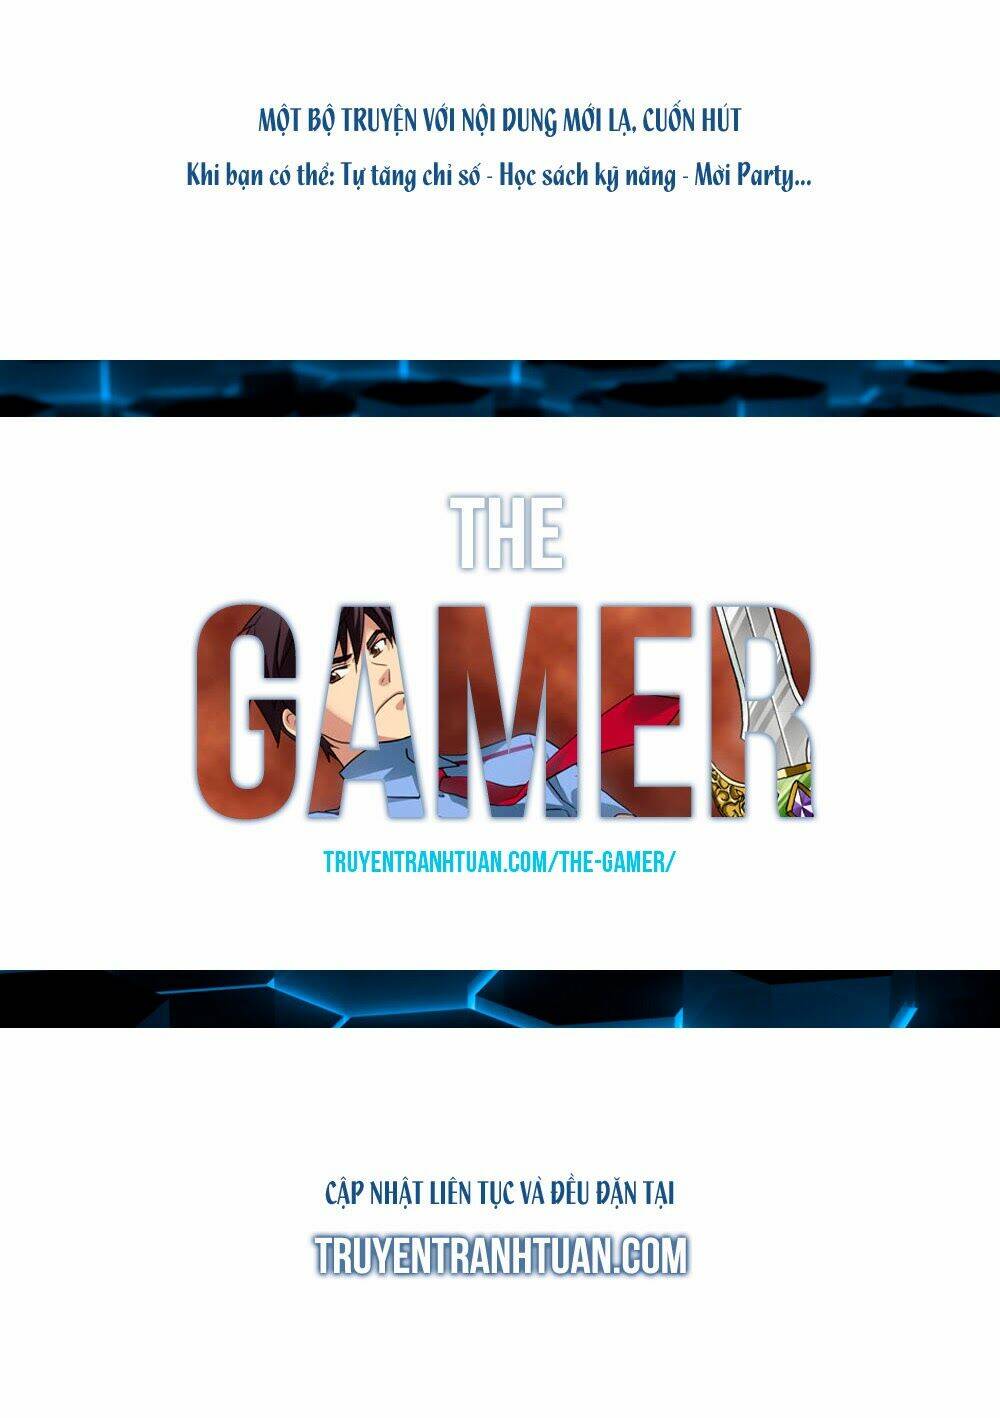 MỘT BỘ TRUYỆN VỚI NỘI DUNG MỚI LẠ, CUỐN HÚT
Khi bạn có thể: Tự tăng chỉ số - Học sách kỹ năng - Mời Party...
THE
GAMER
TRUYENTRANHTUAN.COM/THE-GAMER/
CẬP NHẬT LIÊN TỤC VÀ ĐỀU ĐẶN TẠI
TRUYENTRANHTUAN.COM